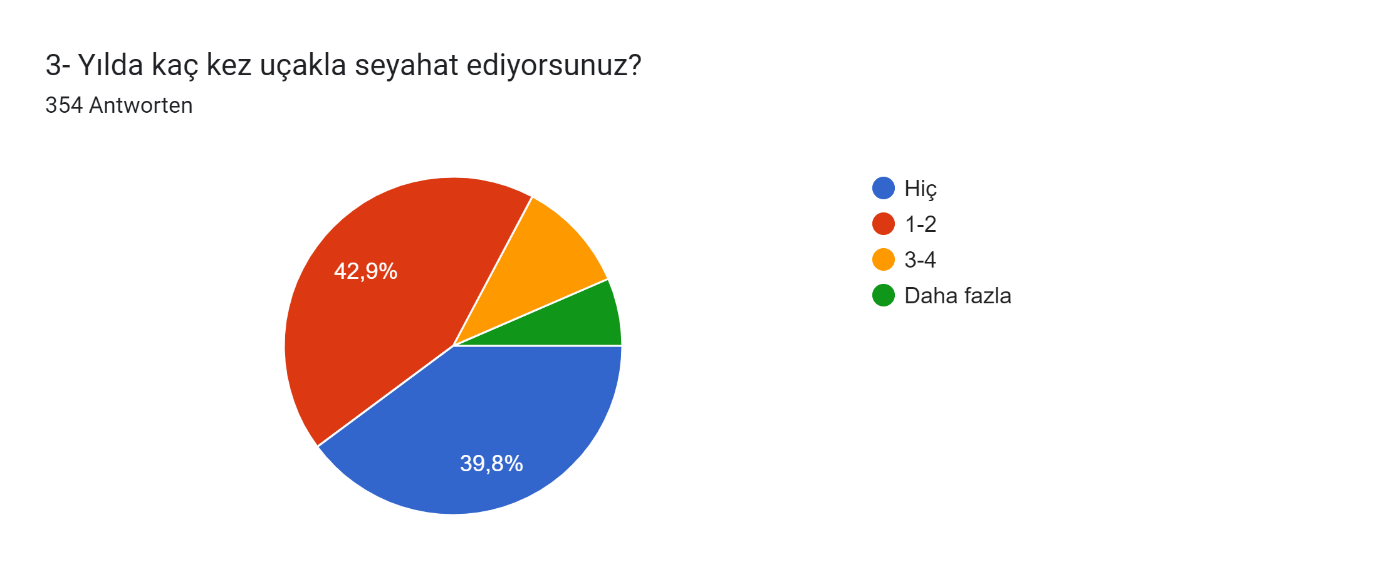 3- Yılda kaç kez uçakla seyahat ediyorsunuz?
354 Antworten
42,9%
39,8%
Hiç
1-2
3-4
Daha fazla